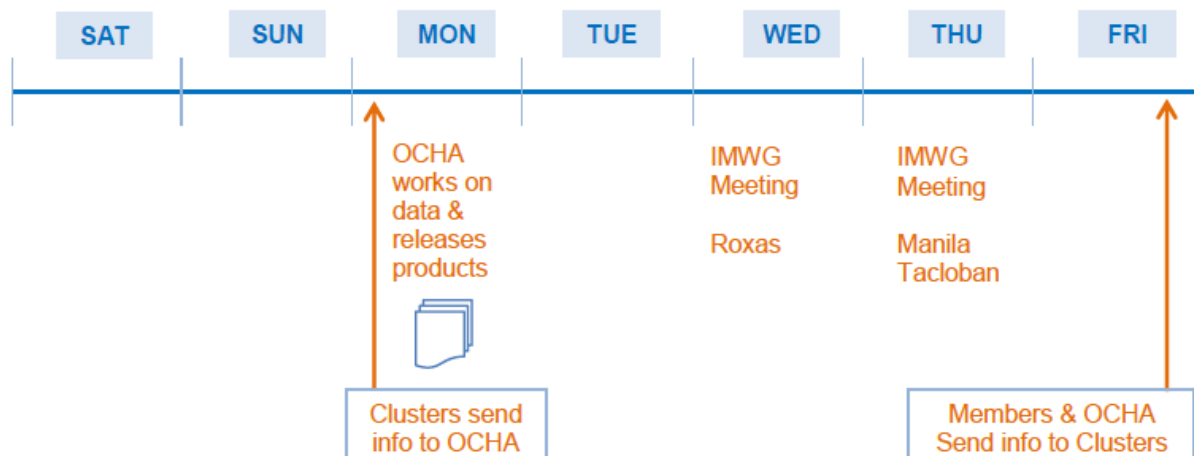 SAT SUN MON TUE WED THU FRI
OCHA
works on
data &
releases
products
IMWG
Meeting
Roxas
IMWG
Meeting
Manila
Tacloban
Clusters send
info to OCHA
Members & OCHA
Send info to Clusters